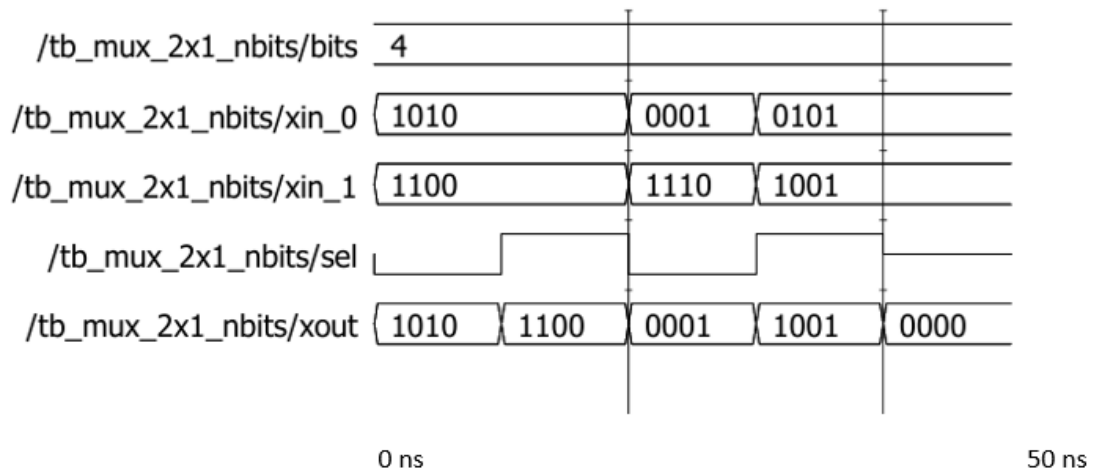 /tb_mux_2x1_nbits/bits 4
/tb_mux_2x1_nbits/xin_0 1010 0001 0101
/tb_mux_2x1_nbits/xin_1 1100 1110 1001
/tb_mux_2x1_nbits/sel
/tb_mux_2x1_nbits/xout 1010 1100 0001 1001 0000
0 ns 50 ns